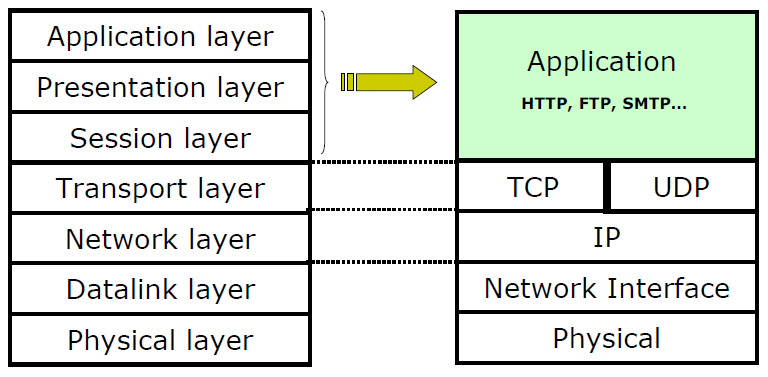 Application layer
Presentation layer
Session layer
Transport layer
Network layer
Datalink layer
Physical layer
Application
HTTP, FTP, SMTP...
TCP
UDP
IP
Network Interface
Physical